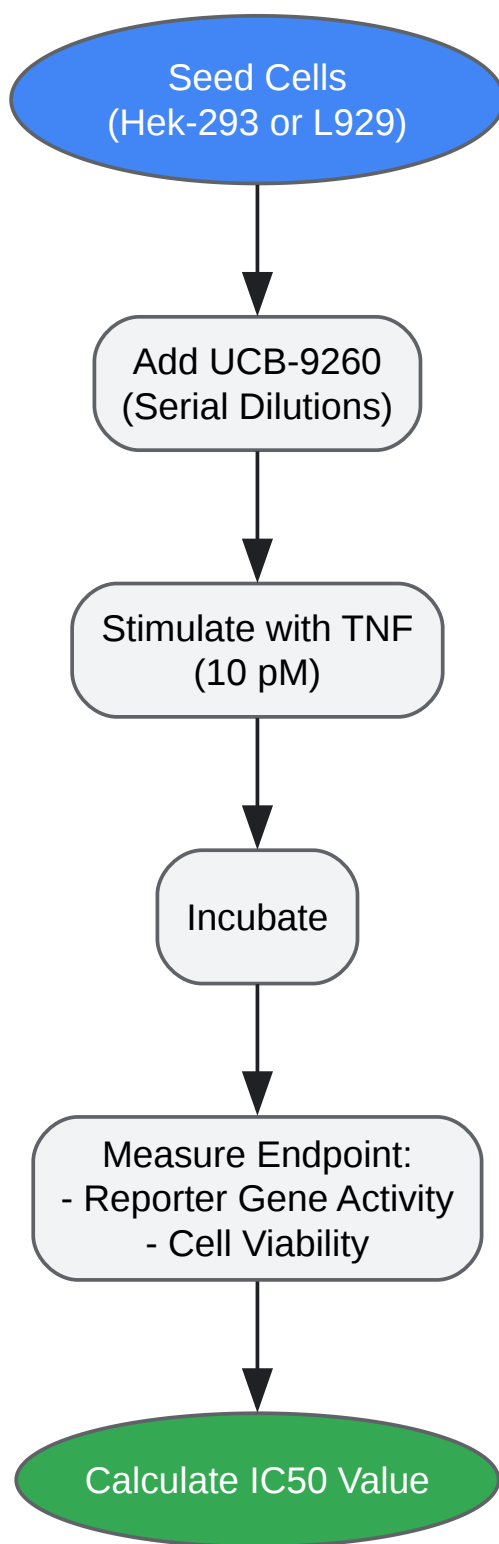 Seed Cells
(Hek-293 or L929)
Add UCB-9260
(Serial Dilutions)
Stimulate with TNF
(10 pM)
Incubate
Measure Endpoint:
- Reporter Gene Activity
- Cell Viability
Calculate IC50 Value